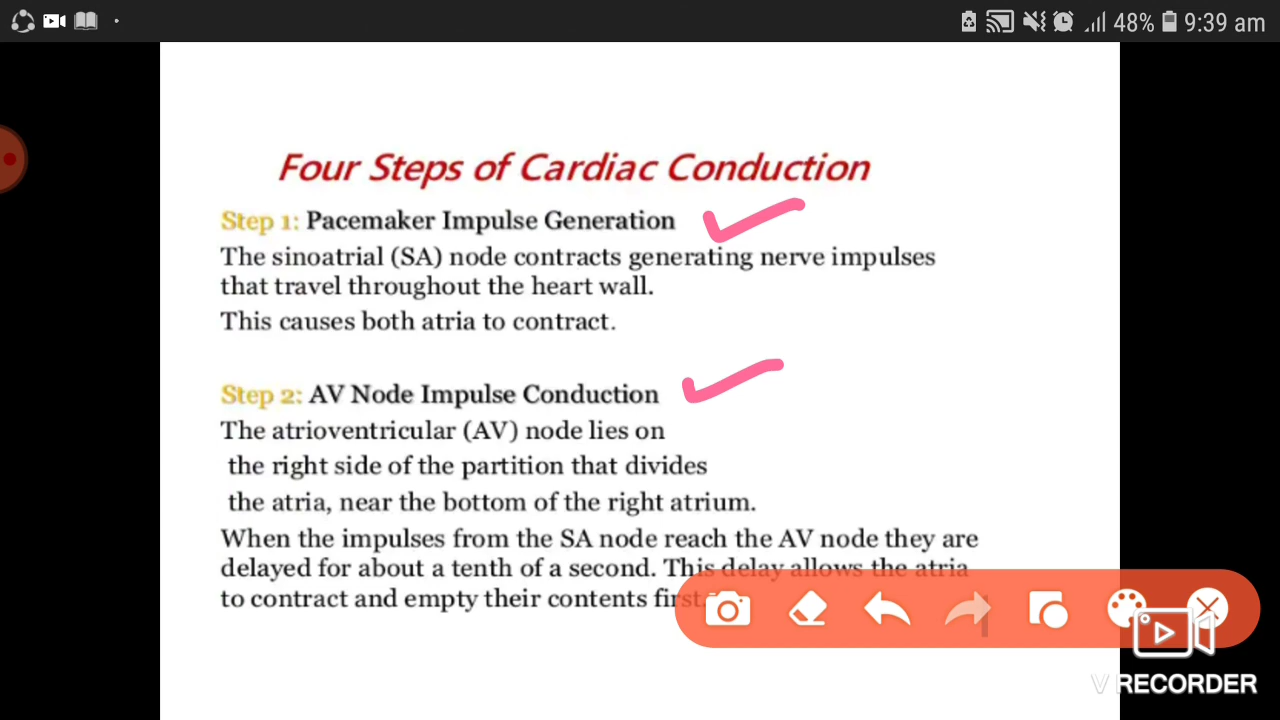 48% 9:39 am
Four Steps of Cardiac Conduction
Step 1: Pacemaker Impulse Generation
The sinoatrial (SA) node contracts generating nerve impulses
that travel throughout the heart wall.
This causes both atria to contract.
Step 2: AV Node Impulse Conduction
The atrioventricular (AV) node lies on
the right side of the partition that divides
the atria, near the bottom of the right atrium.
When the impulses from the SA node reach the AV node they are
delayed for about a tenth of a second. This delay allows the atria
to contract and empty their contents first.
V RECORDER